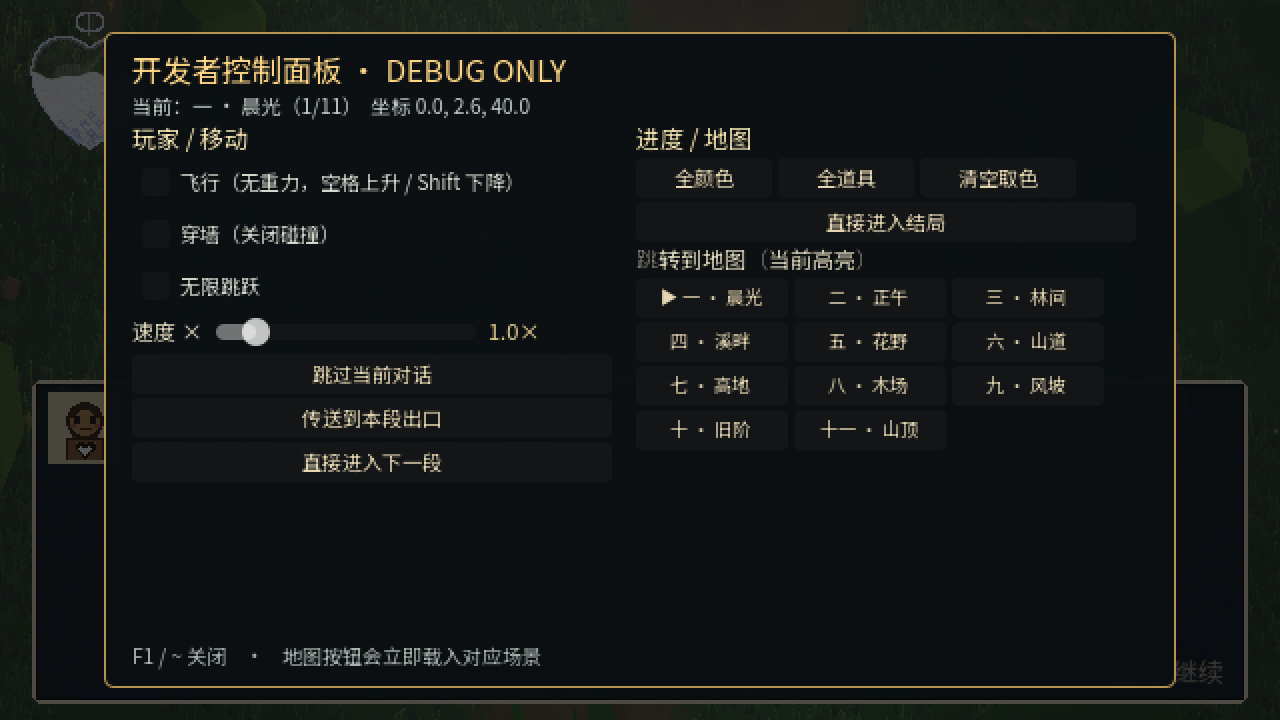 开发者控制面板 · DEBUG ONLY
当前：一 · 晨光（1/11） 坐标 0.0, 2.6, 40.0
玩家 / 移动
飞行（无重力，空格上升 / Shift 下降）
穿墙（关闭碰撞）
无限跳跃
速度 × 1.0×
跳过当前对话
传送到本段出口
直接进入下一段
进度 / 地图
全颜色 全道具 清空取色
直接进入结局
跳转到地图（当前高亮）
▶ 一 · 晨光 二 · 正午 三 · 林间
四 · 溪畔 五 · 花野 六 · 山道
七 · 高地 八 · 木场 九 · 风坡
十 · 旧阶 十一 · 山顶
F1 / ~ 关闭 · 地图按钮会立即载入对应场景
继续